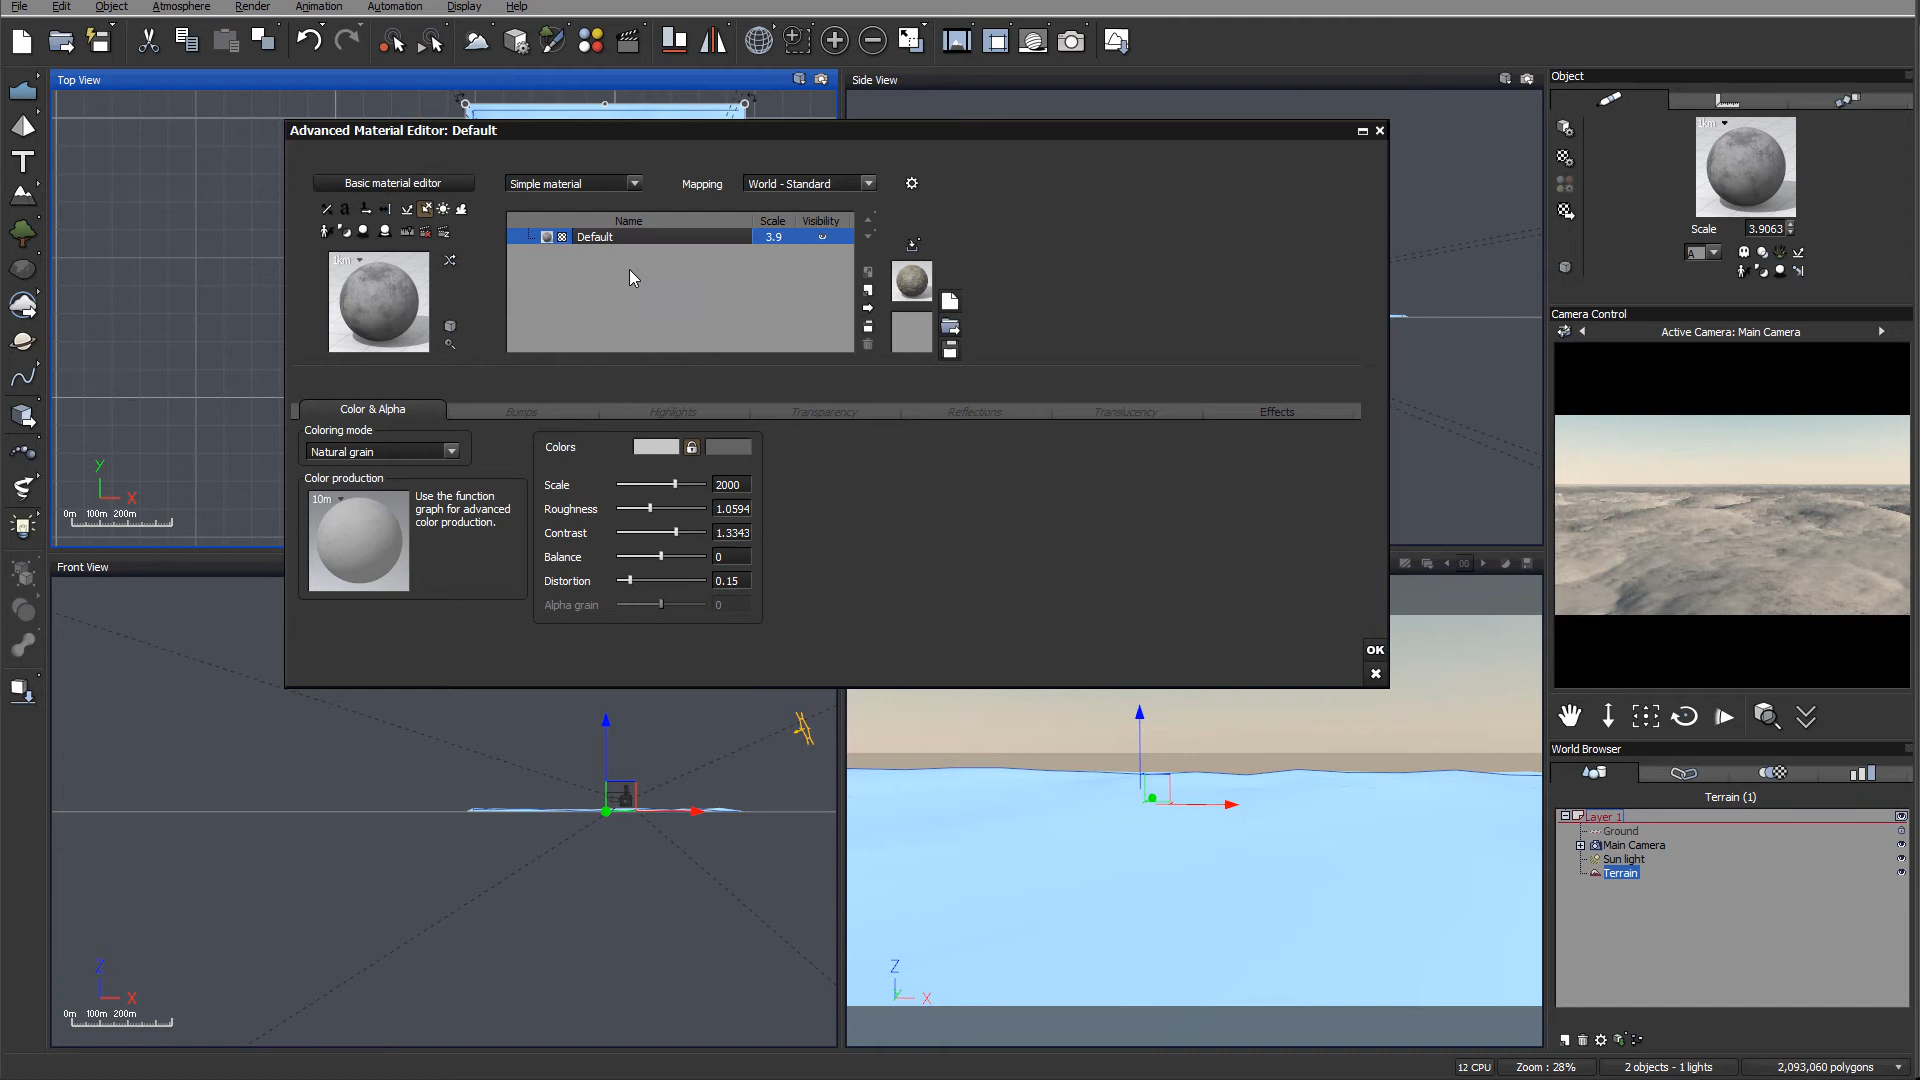 File Edit Object Atmosphere Render Animation Automation Display Help
Top View
Side View
Object
Advanced Material Editor: Default
1km
Basic material editor
Simple material
Mapping
World - Standard
Name Scale Visibility
Default 3.9
Scale 3.9063
A
1km
Camera Control
Active Camera: Main Camera
Color & Alpha Bumps Highlights Transparency Reflections Translucency Effects
Coloring mode
Natural grain
Colors
Color production
10m
Use the function
graph for advanced
color production.
Scale 2000
Roughness 1.0594
Contrast 1.3343
Balance 0
Distortion 0.15
Alpha grain 0
Y
X
0m 100m 200m
Front View
00
OK
World Browser
Terrain (1)
Layer 1
Ground
Main Camera
Sun light
Terrain
Z
X
0m 100m 200m
Z
Y
X
12 CPU Zoom : 28% 2 objects - 1 lights 2,093,060 polygons